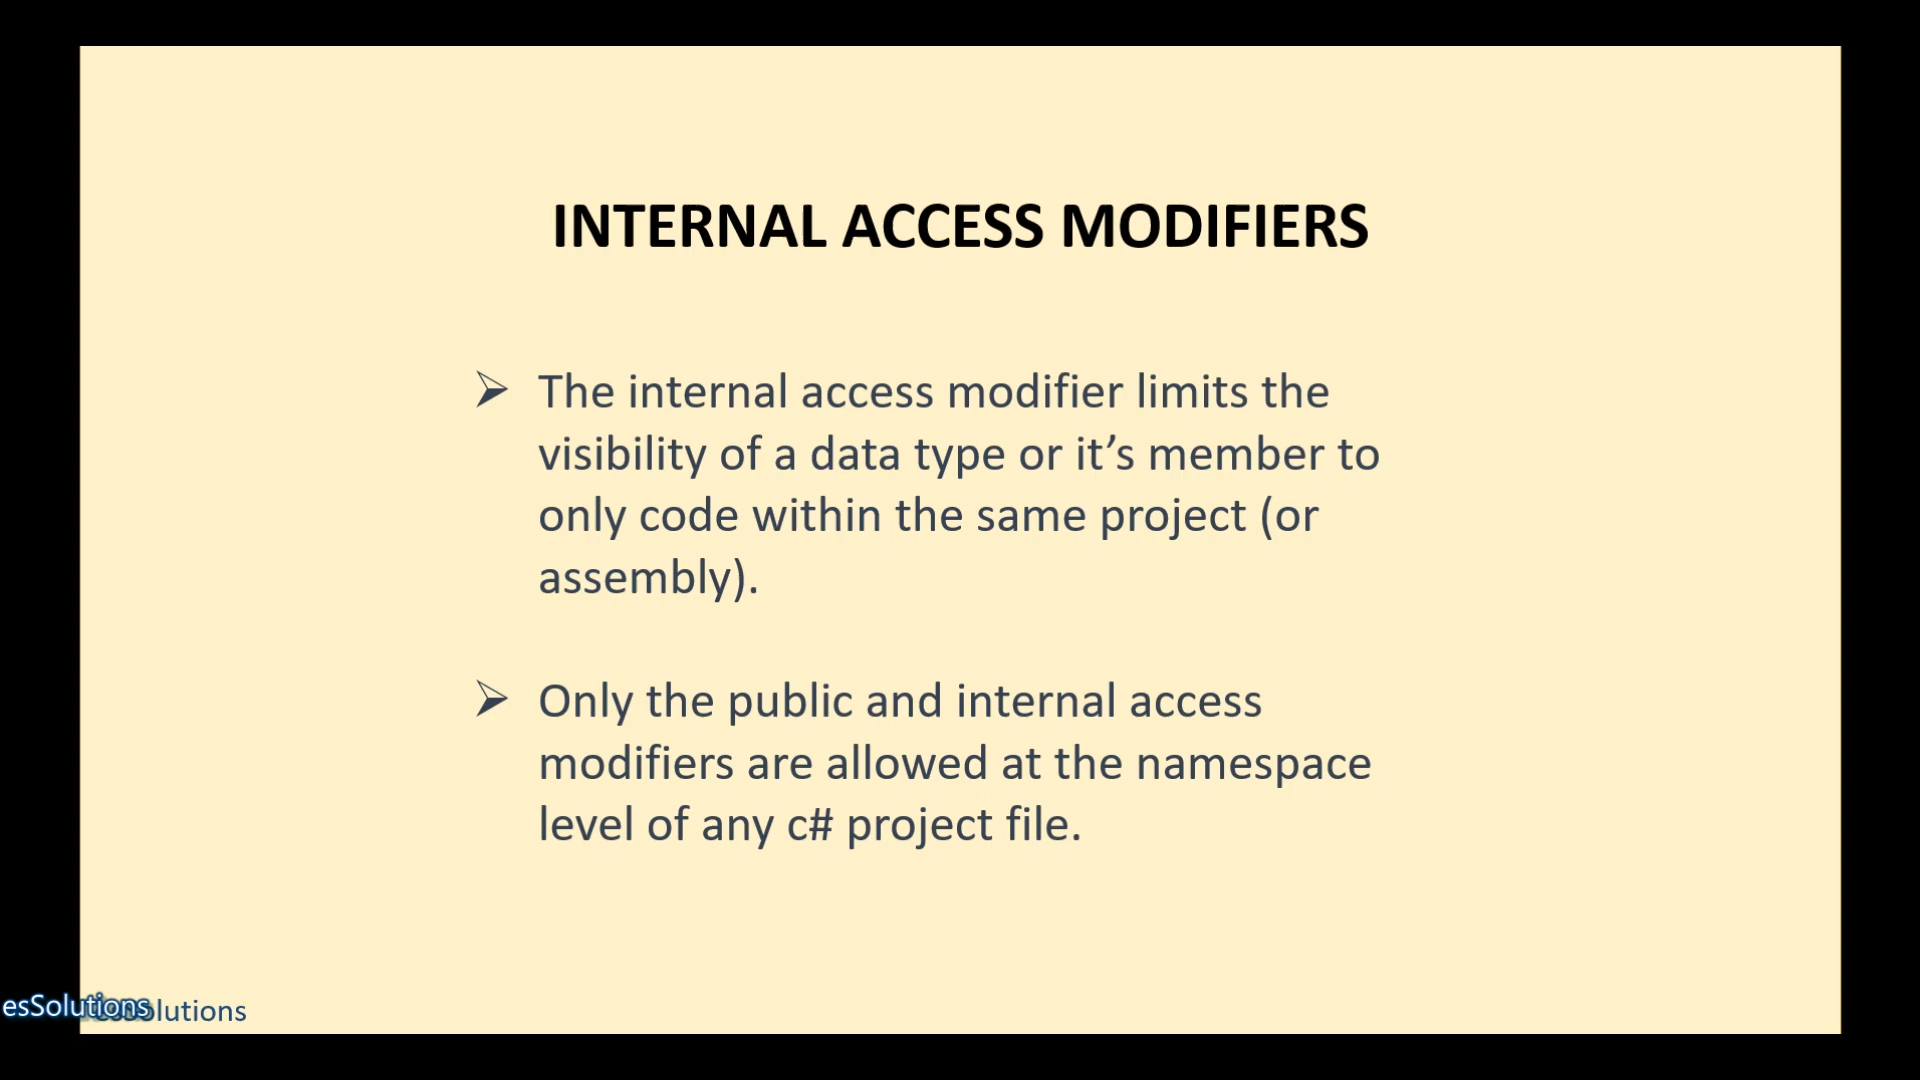 INTERNAL ACCESS MODIFIERS
➢ The internal access modifier limits the
visibility of a data type or it’s member to
only code within the same project (or
assembly).
➢ Only the public and internal access
modifiers are allowed at the namespace
level of any c# project file.
esSolutions
lutions